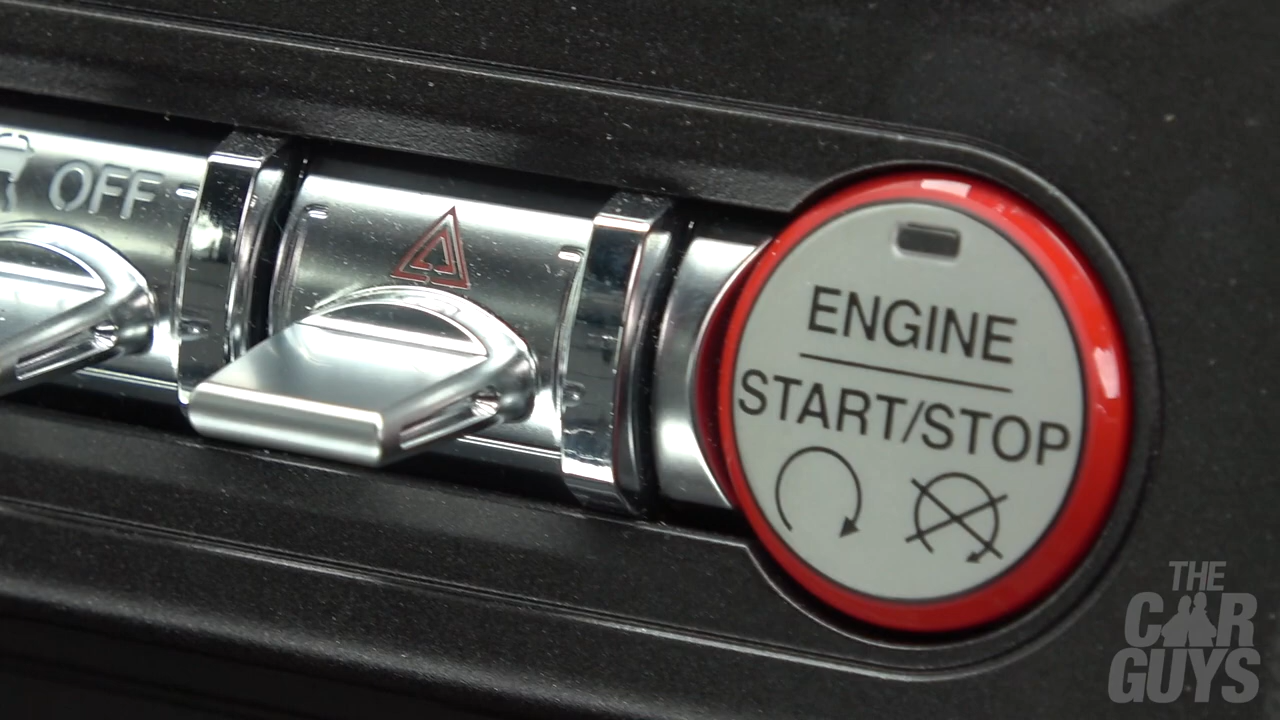 OFF
ENGINE
START/STOP
THE
CAR
GUYS